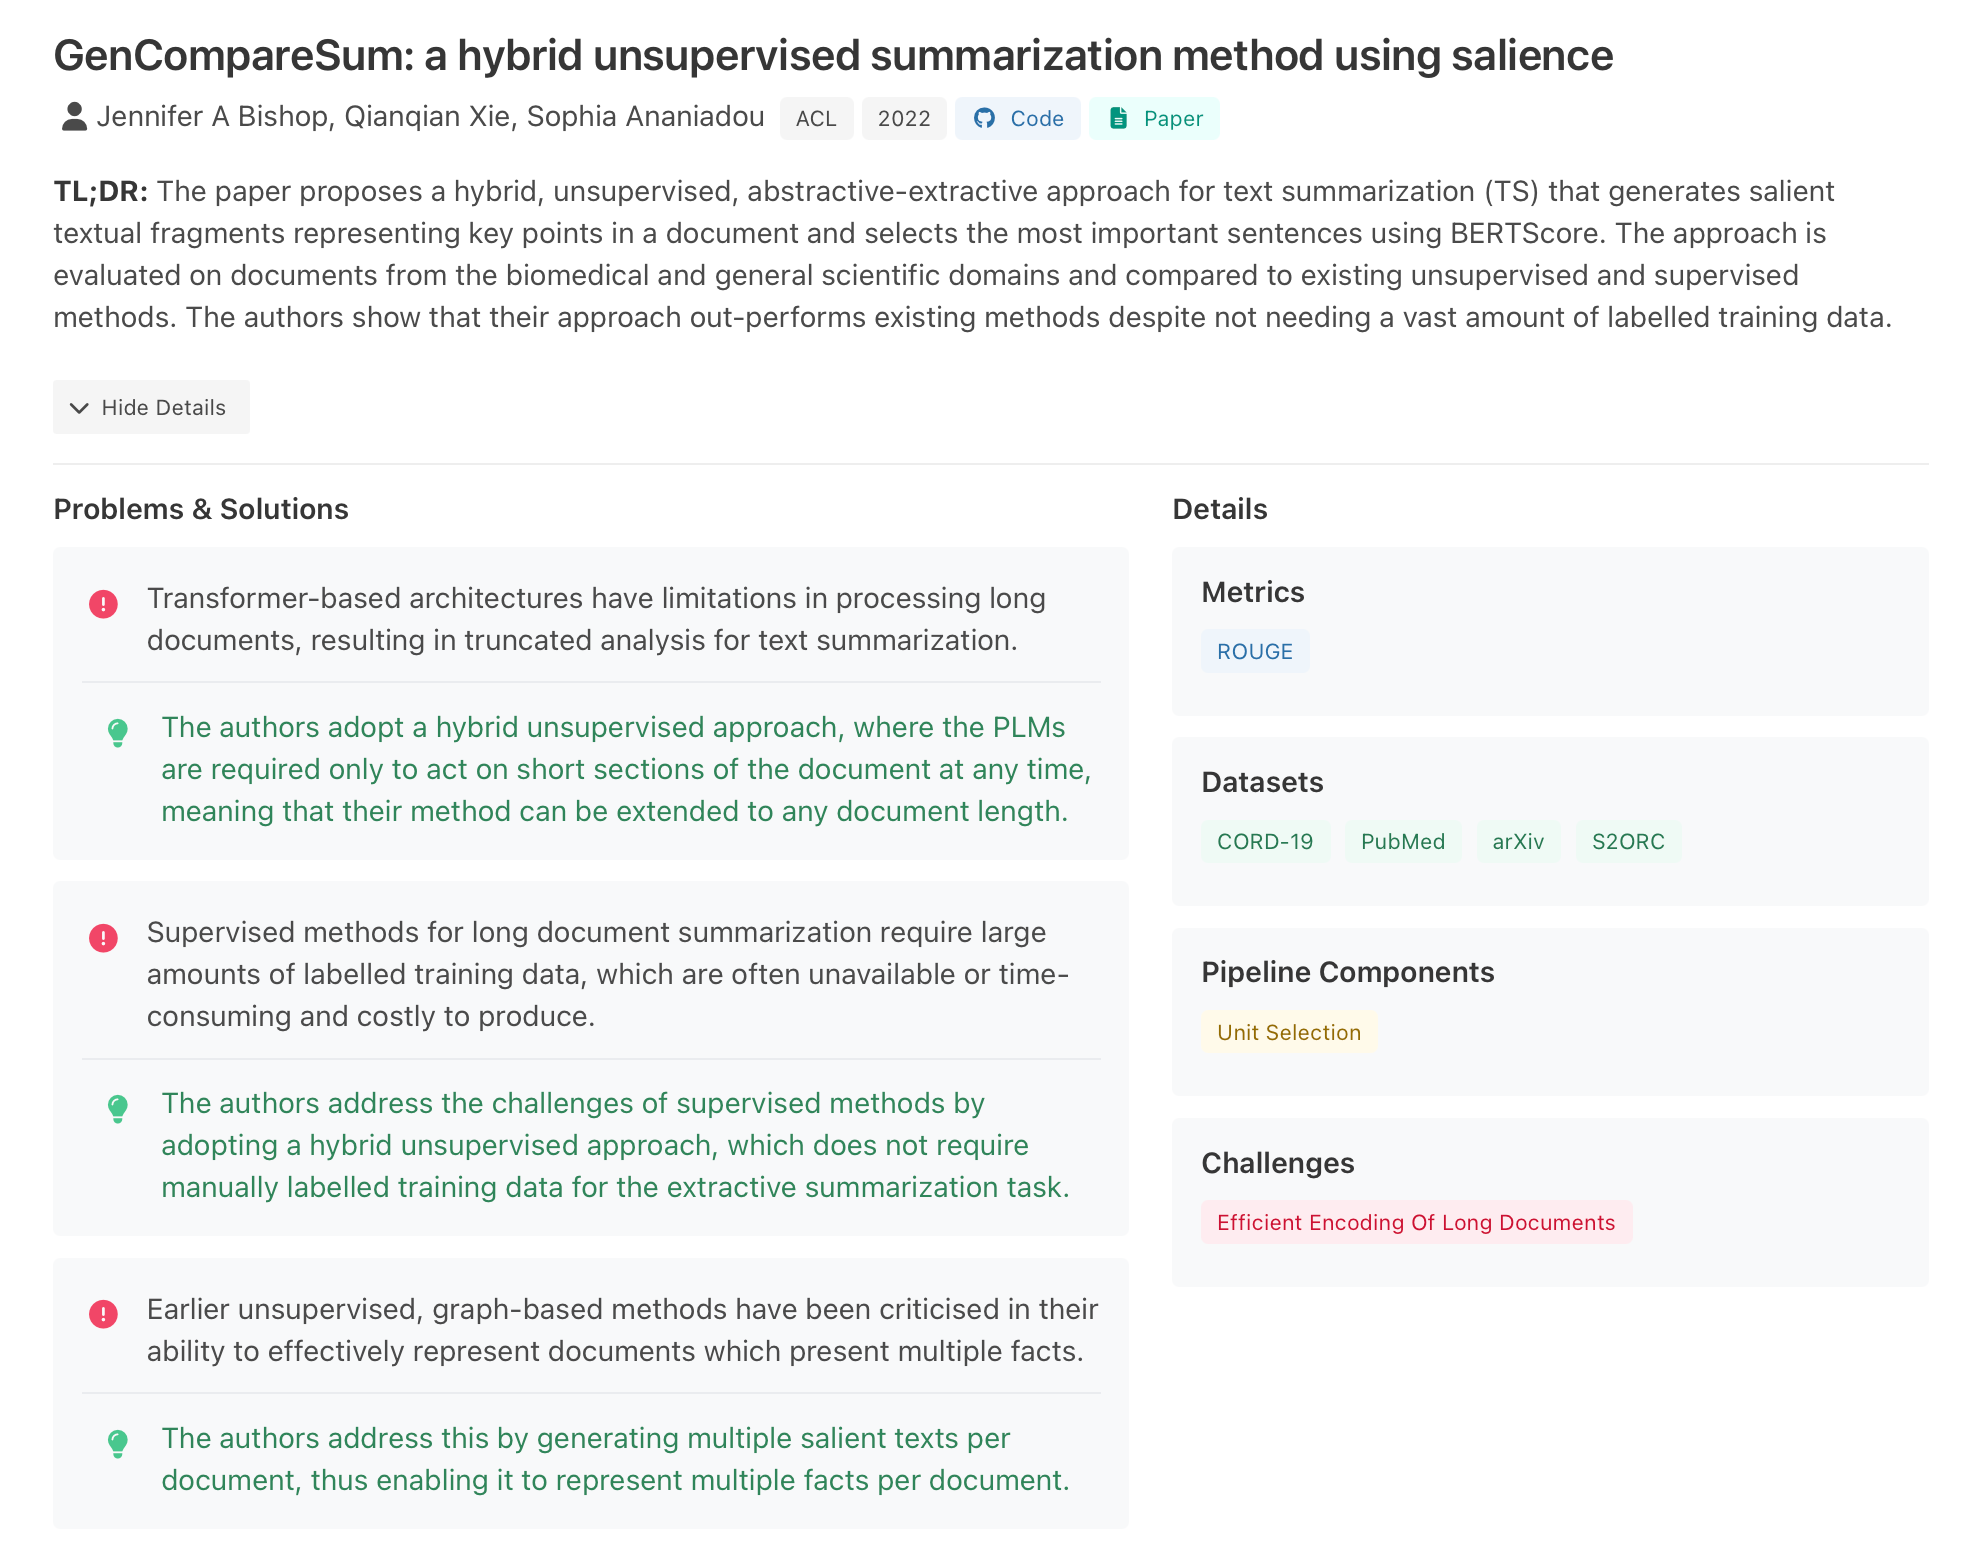 GenCompareSum: a hybrid unsupervised summarization method using salience
Jennifer A Bishop, Qianqian Xie, Sophia Ananiadou ACL 2022 Code Paper
TL;DR: The paper proposes a hybrid, unsupervised, abstractive-extractive approach for text summarization (TS) that generates salient
textual fragments representing key points in a document and selects the most important sentences using BERTScore. The approach is
evaluated on documents from the biomedical and general scientific domains and compared to existing unsupervised and supervised
methods. The authors show that their approach out-performs existing methods despite not needing a vast amount of labelled training data.
Hide Details
Problems & Solutions
Transformer-based architectures have limitations in processing long
documents, resulting in truncated analysis for text summarization.
The authors adopt a hybrid unsupervised approach, where the PLMs
are required only to act on short sections of the document at any time,
meaning that their method can be extended to any document length.
Supervised methods for long document summarization require large
amounts of labelled training data, which are often unavailable or time-
consuming and costly to produce.
The authors address the challenges of supervised methods by
adopting a hybrid unsupervised approach, which does not require
manually labelled training data for the extractive summarization task.
Earlier unsupervised, graph-based methods have been criticised in their
ability to effectively represent documents which present multiple facts.
The authors address this by generating multiple salient texts per
document, thus enabling it to represent multiple facts per document.
Details
Metrics
ROUGE
Datasets
CORD-19 PubMed arXiv S2ORC
Pipeline Components
Unit Selection
Challenges
Efficient Encoding Of Long Documents